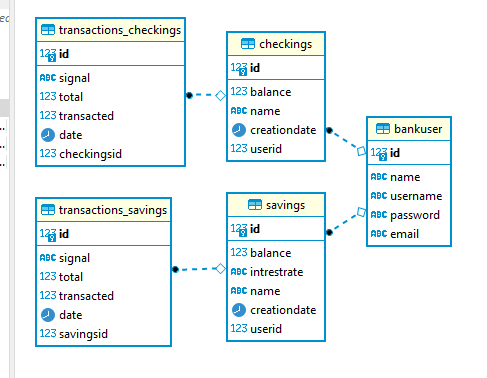 transactions_checkings
123 id
ABC signal
123 total
123 transacted
date
123 checkingsid
checkings
123 id
123 balance
ABC name
creationdate
123 userid
bankuser
123 id
ABC name
ABC username
ABC password
ABC email
transactions_savings
123 id
ABC signal
123 total
123 transacted
date
123 savingsid
savings
123 id
123 balance
ABC intrestrate
ABC name
creationdate
123 userid